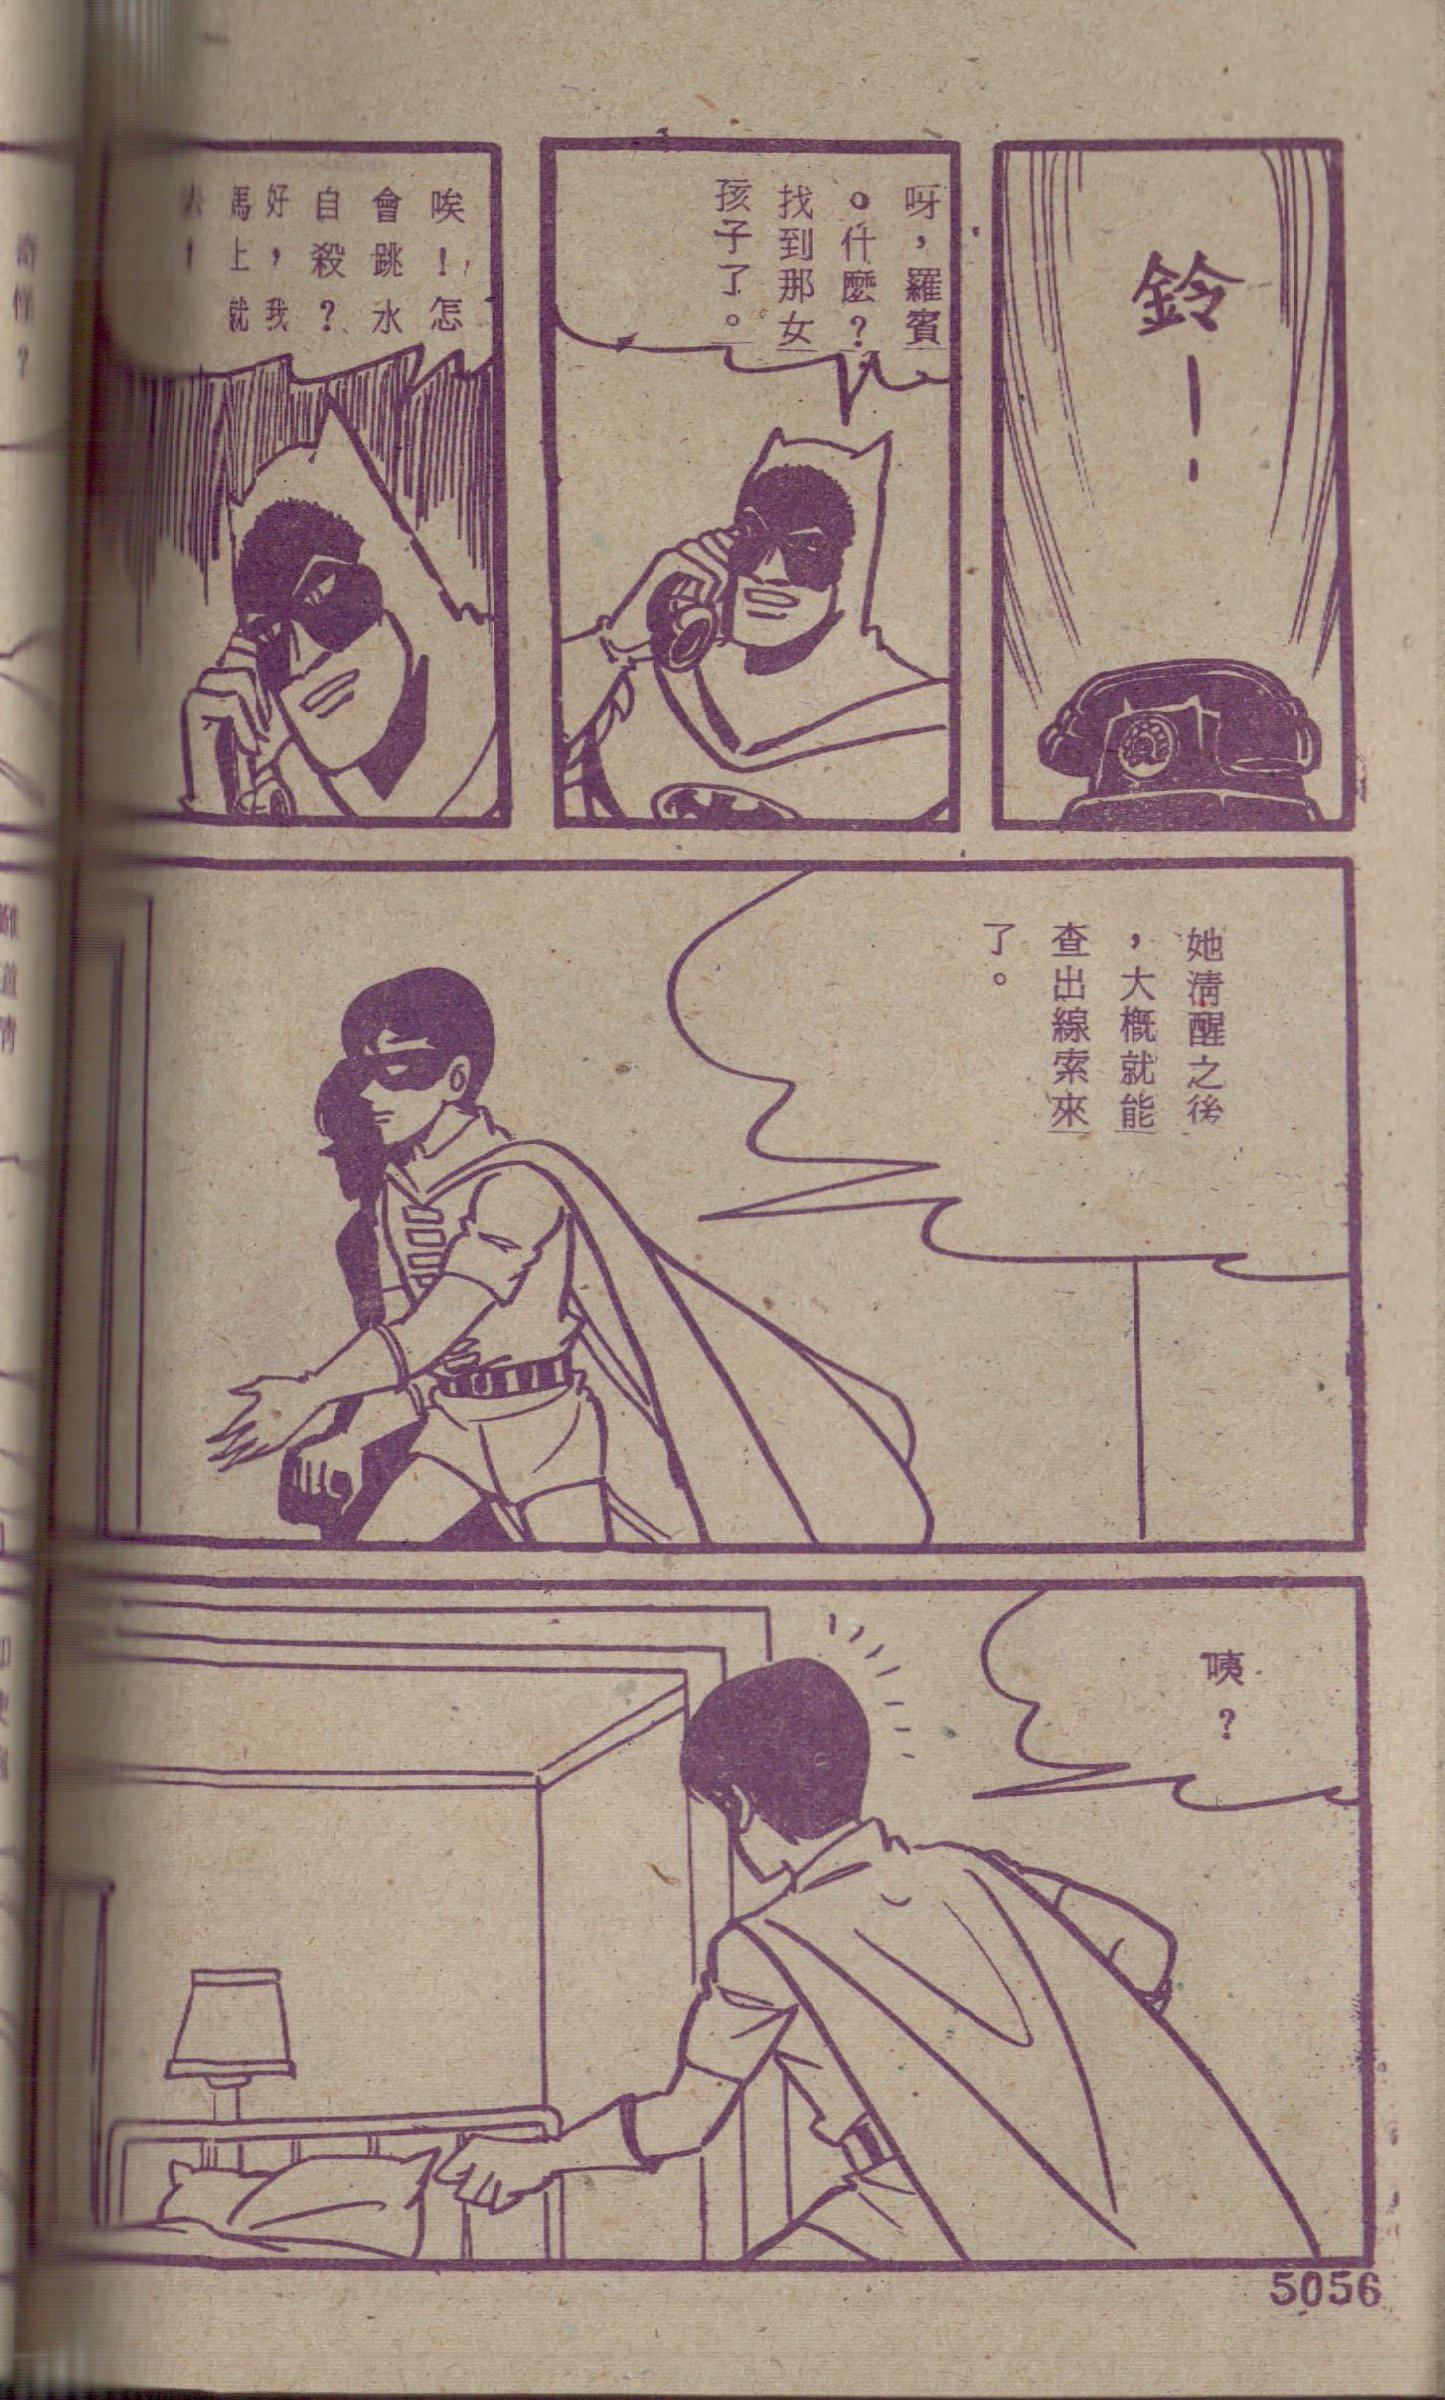 鈴——
呀，羅賓
。什麼？
找到那女
孩子了。
唉！怎
會跳水
自殺？
好，我
馬上就
她淸醒之後
，大概就能
查出線索來
了。
咦？
5056